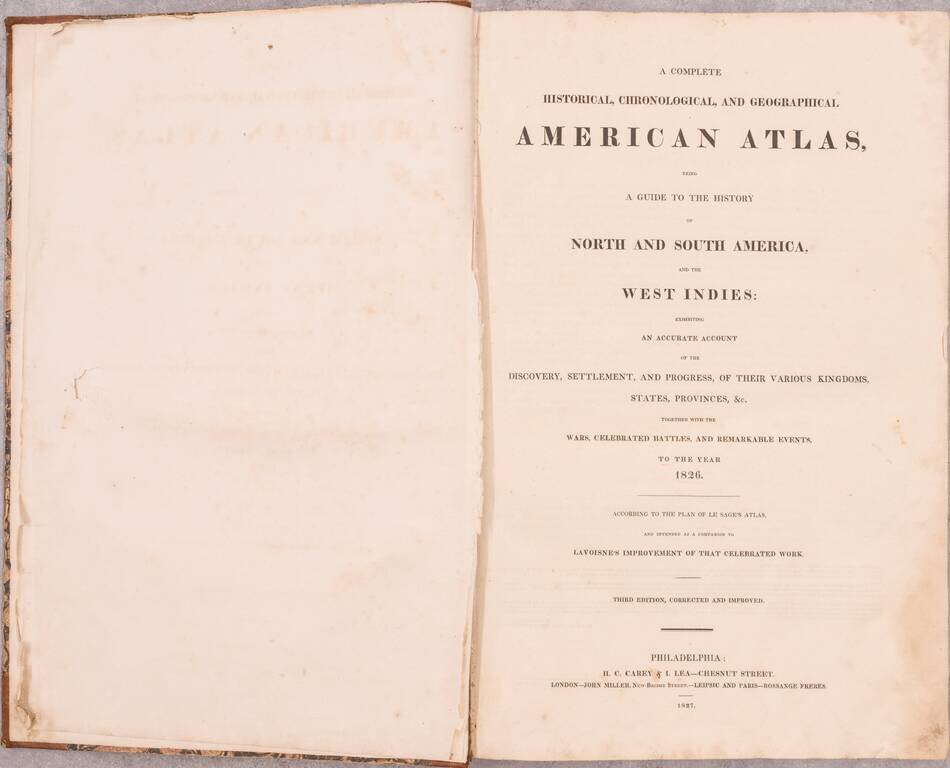 A COMPLETE
HISTORICAL, CHRONOLOGICAL, AND GEOGRAPHICAL
AMERICAN ATLAS,
BEING
A GUIDE TO THE HISTORY
OF
NORTH AND SOUTH AMERICA,
AND THE
WEST INDIES:
EXHIBITING
AN ACCURATE ACCOUNT
OF THE
DISCOVERY, SETTLEMENT, AND PROGRESS, OF THEIR VARIOUS KINGDOMS,
STATES, PROVINCES, &c.
TOGETHER WITH THE
WARS, CELEBRATED BATTLES, AND REMARKABLE EVENTS,
TO THE YEAR
1826.
ACCORDING TO THE PLAN OF LE SAGE'S ATLAS,
AND INTENDED AS A COMPANION TO
LAVOISNE'S IMPROVEMENT OF THAT CELEBRATED WORK.
THIRD EDITION, CORRECTED AND IMPROVED.
PHILADELPHIA:
H. C. CAREY & I. LEA—CHESNUT STREET.
LONDON—JOHN MILLER, New-Bridge Street.—LEIPSIC AND PARIS—BOSSANGE FRERES.
1827.